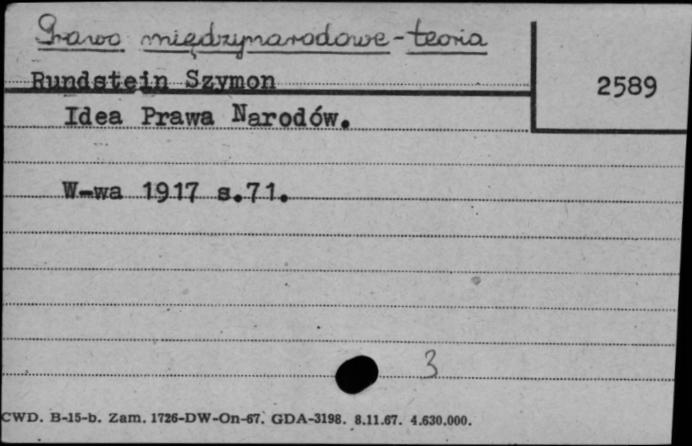 Prawo międzynarodowe - teoria
Rundstein Szymon
2589
Idea Prawa Narodów.
W-wa 1917 s.71.
3
CWD. B-15-b. Zam. 1726-DW-On-67. GDA-3198. 8.11.67. 4.630.000.